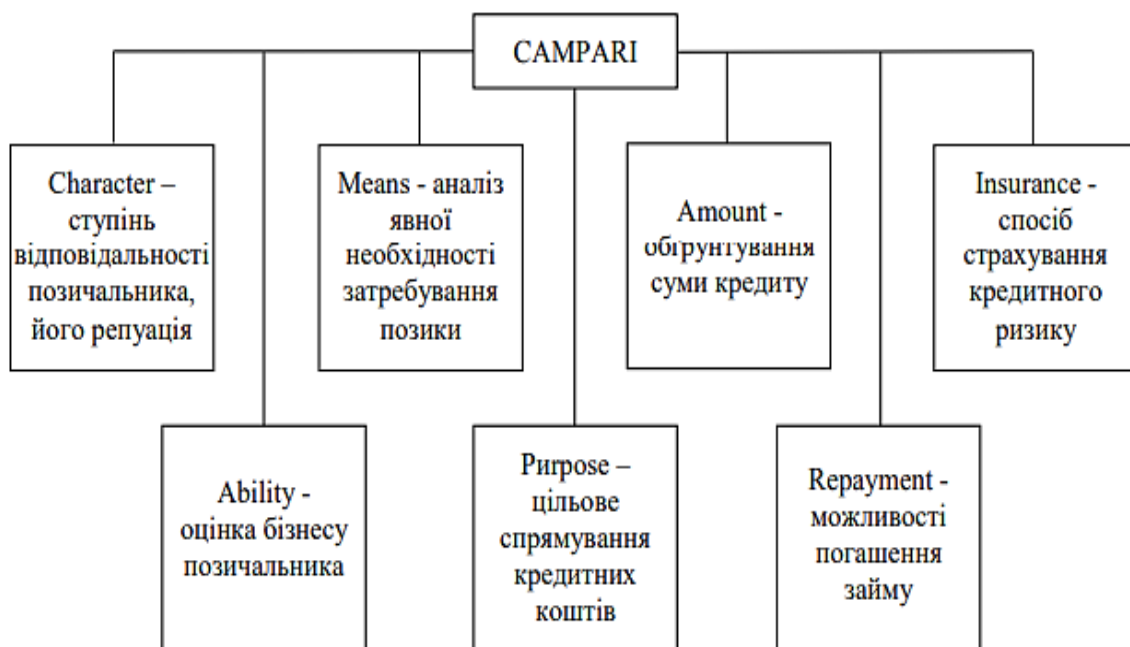 CAMPARI
Character –
ступінь
відповідальності
позичальника,
його репуація
Means - аналіз
явної
необхідності
затребування
позики
Amount -
обґрунтування
суми кредиту
Insurance -
спосіб
страхування
кредитного
ризику
Ability -
оцінка бізнесу
позичальника
Purpose –
цільове
спрямування
кредитних
коштів
Repayment -
можливості
погашення
займу